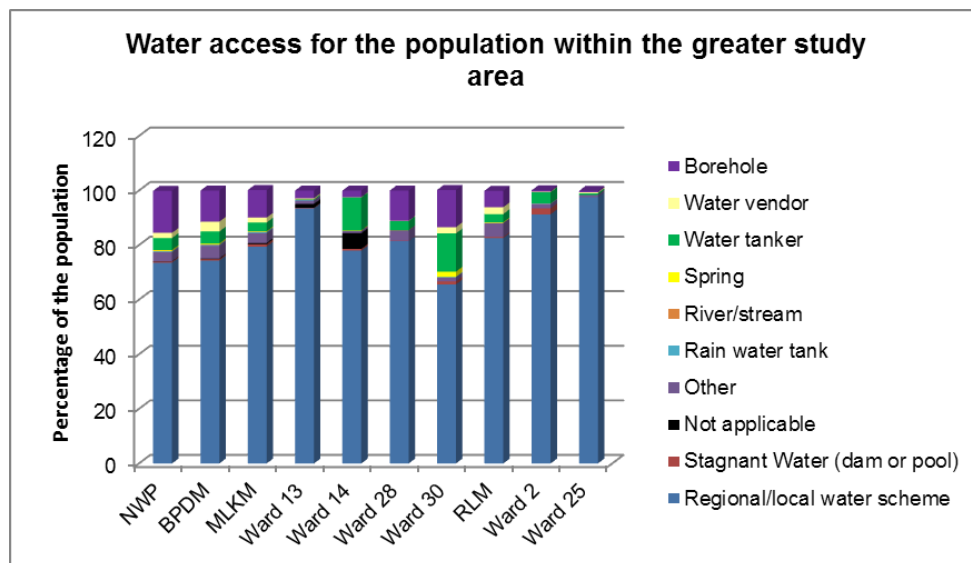 Water access for the population within the greater study
area
Percentage of the population
120
100
80
60
40
20
0
NWP
BPDM
MLKM
Ward 13
Ward 14
Ward 28
Ward 30
RLM
Ward 2
Ward 25
Borehole
Water vendor
Water tanker
Spring
River/stream
Rain water tank
Other
Not applicable
Stagnant Water (dam or pool)
Regional/local water scheme